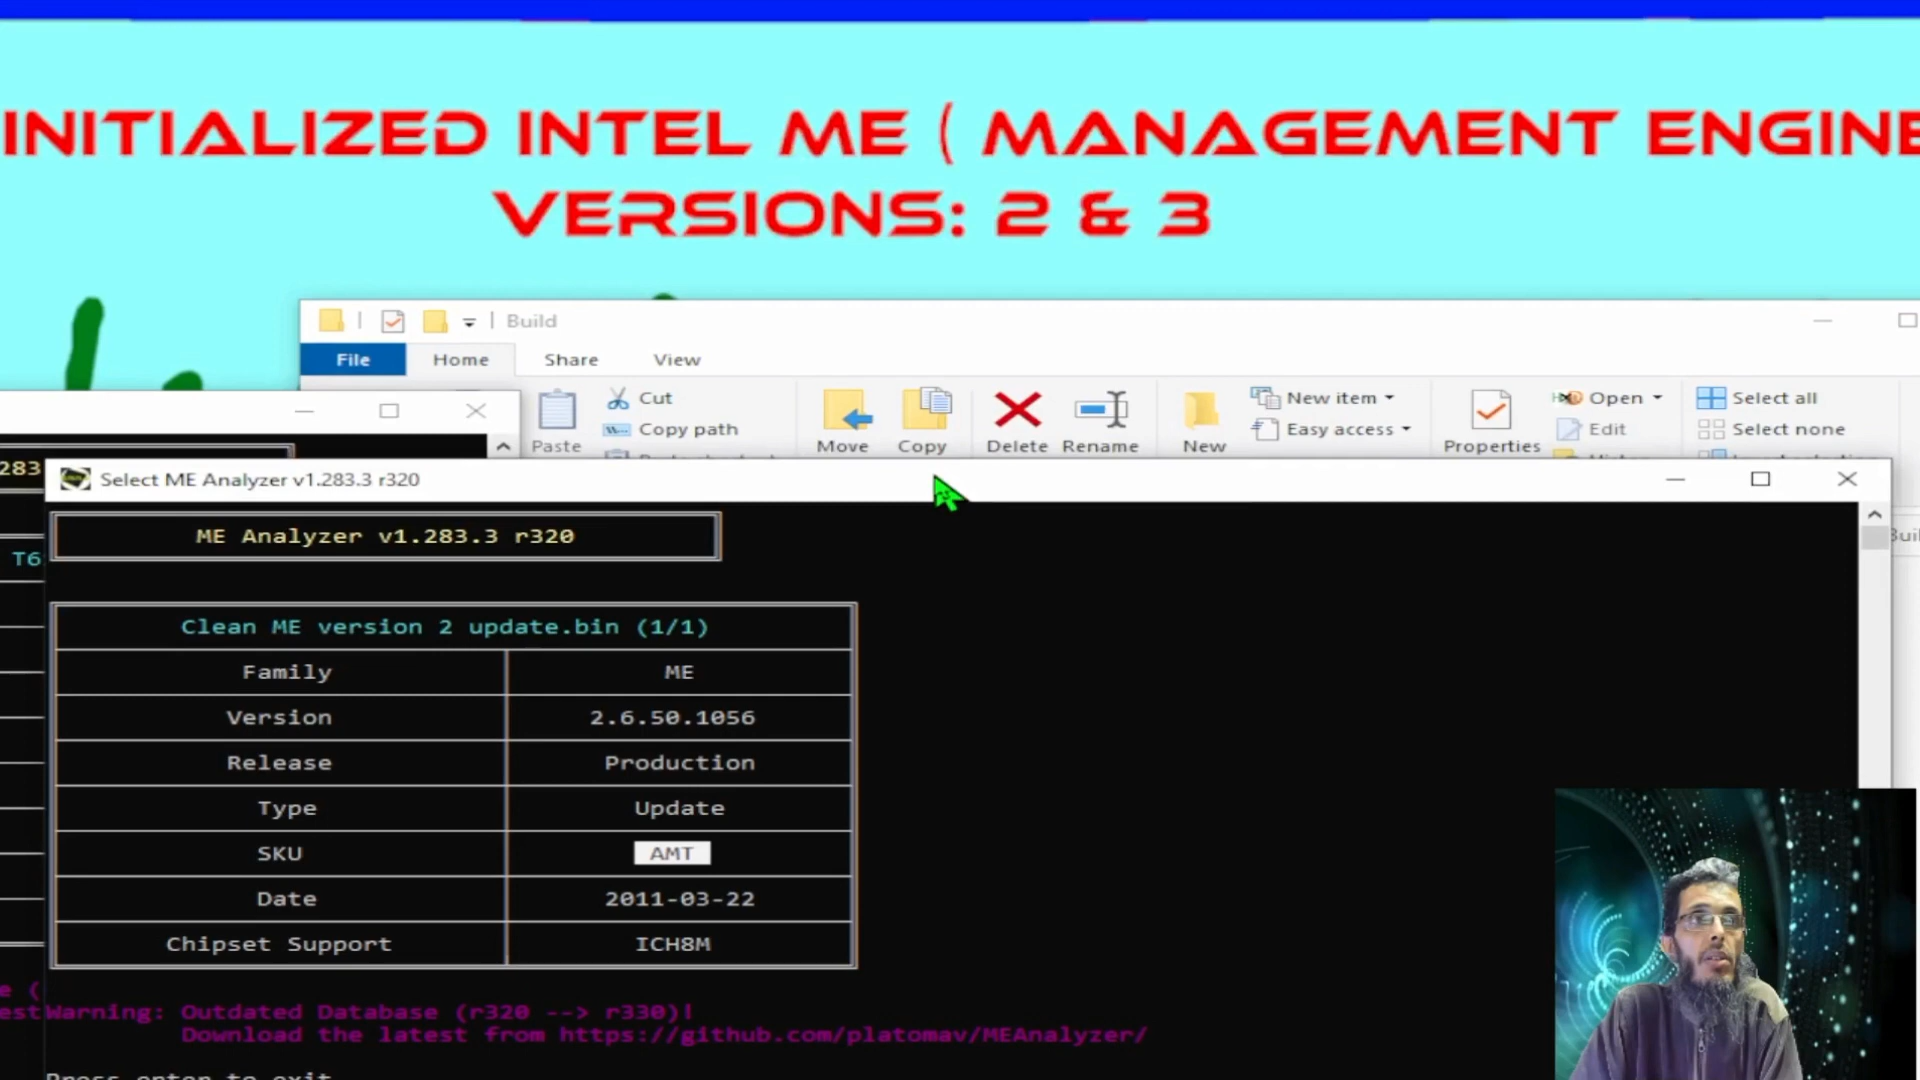 INITIALIZED INTEL ME ( MANAGEMENT ENGINE
VERSIONS: 2 & 3
Build
File Home Share View
Cut
Copy path
Paste
Move
Copy
Delete
Rename
New
New item
Easy access
Properties
Open
Edit
Select all
Select none
283
T6
Select ME Analyzer v1.283.3 r320
ME Analyzer v1.283.3 r320
Clean ME version 2 update.bin (1/1)
Family ME
Version 2.6.50.1056
Release Production
Type Update
SKU AMT
Date 2011-03-22
Chipset Support ICH8M
Warning: Outdated Database (r320 --> r330)!
Download the latest from https://github.com/platomav/MEAnalyzer/
Press enter to exit